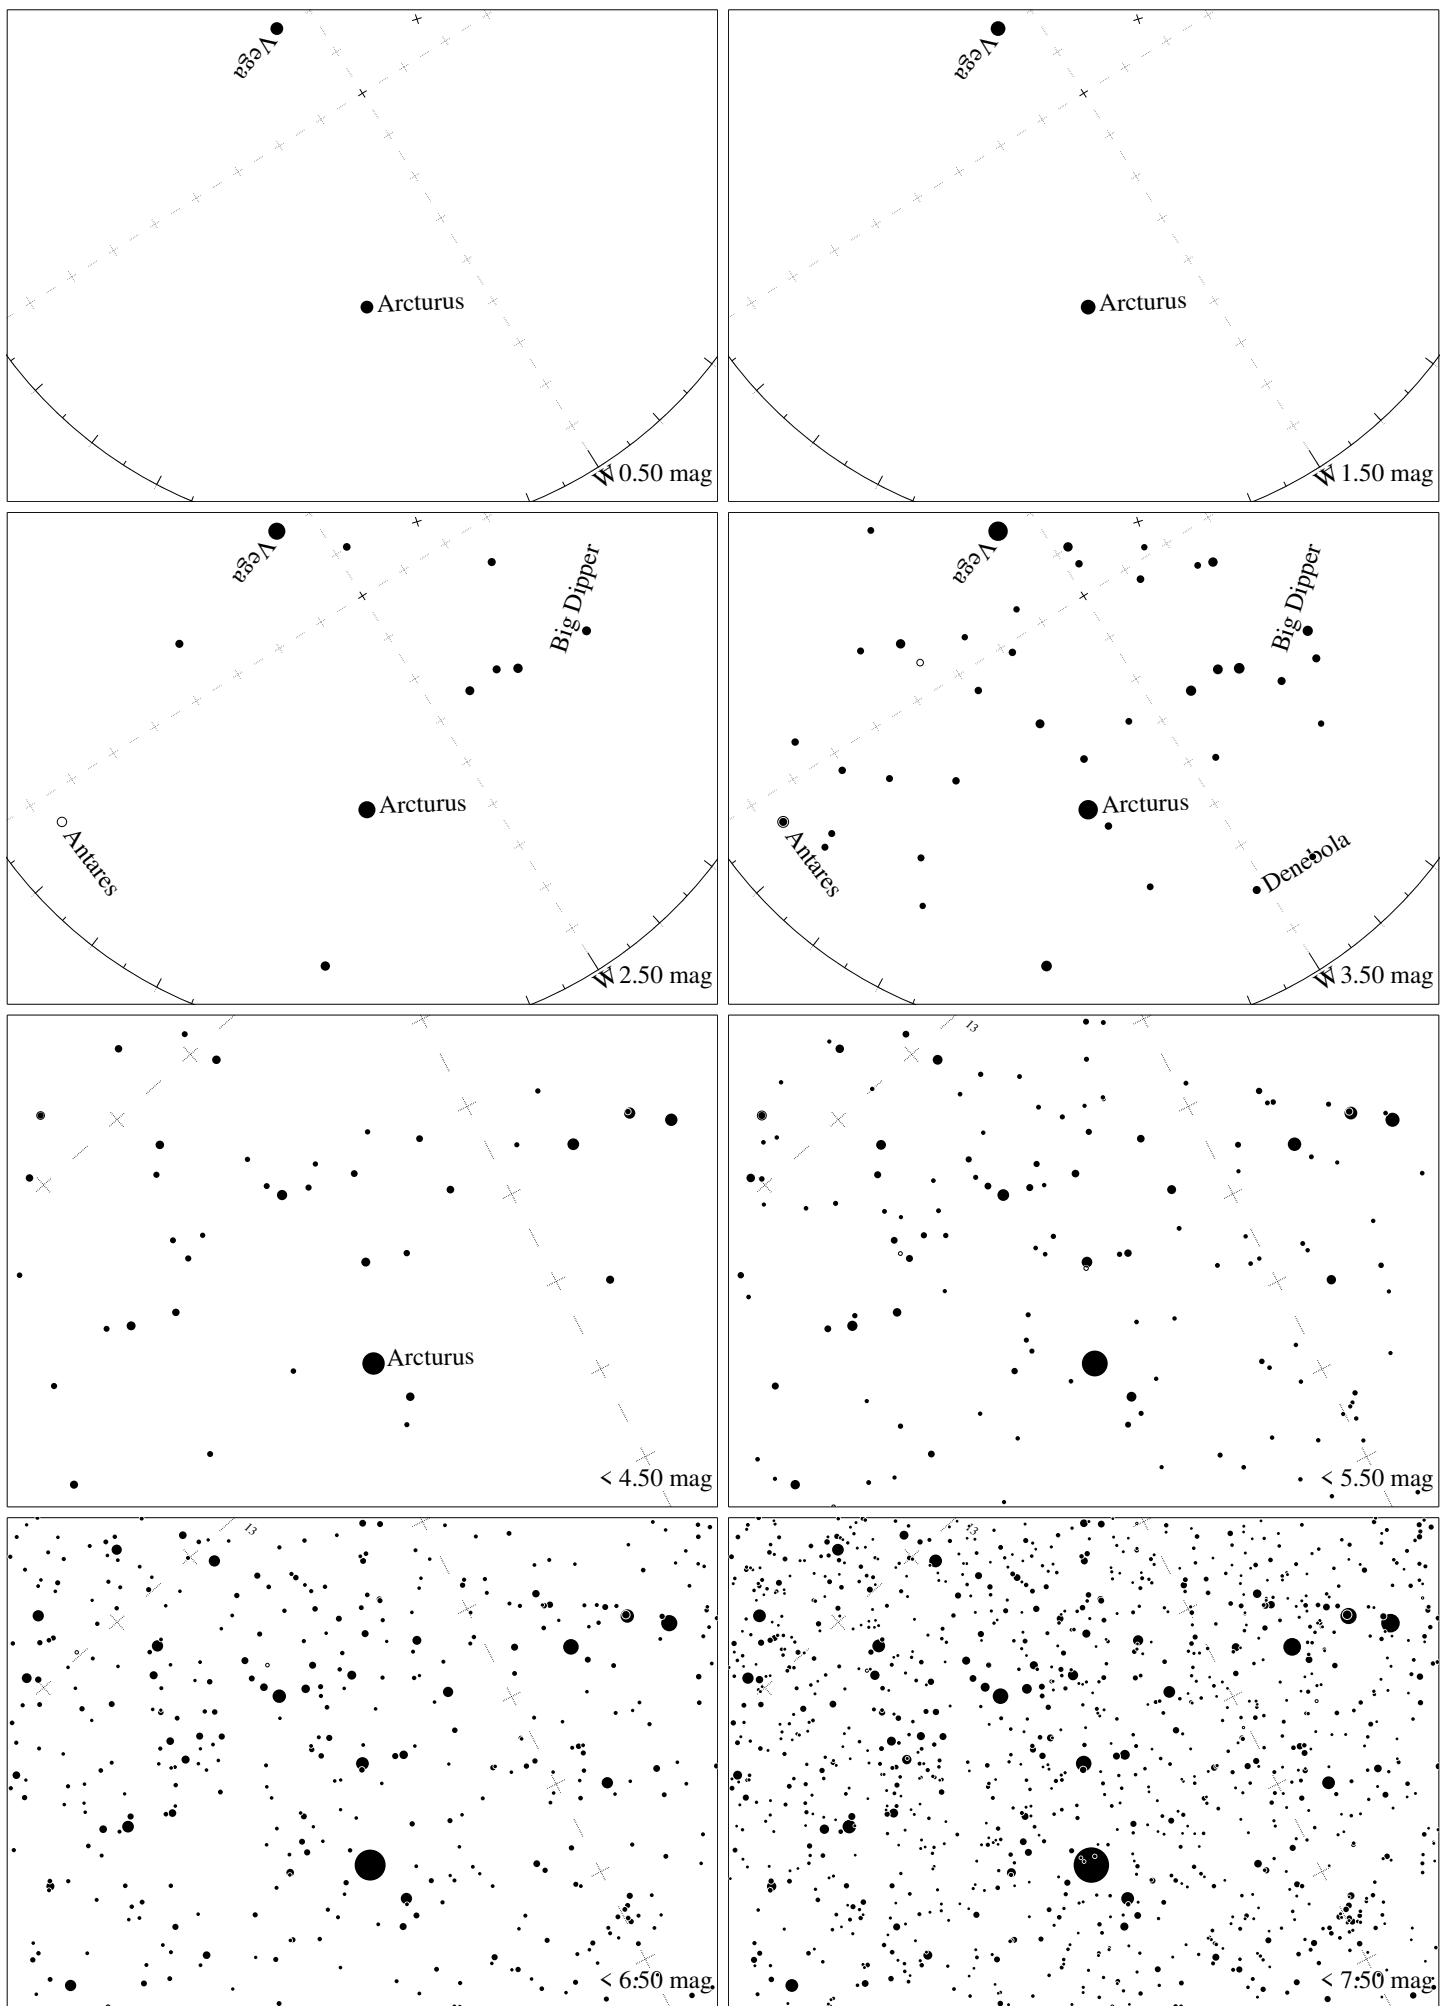 Vega
Arcturus
W 0.50 mag
Vega
Arcturus
W 1.50 mag
Vega
Big Dipper
Arcturus
Antares
W 2.50 mag
Vega
Big Dipper
Arcturus
Antares
Denebola
W 3.50 mag
Arcturus
< 4.50 mag
13
< 5.50 mag
13
< 6.50 mag
13
< 7.50 mag